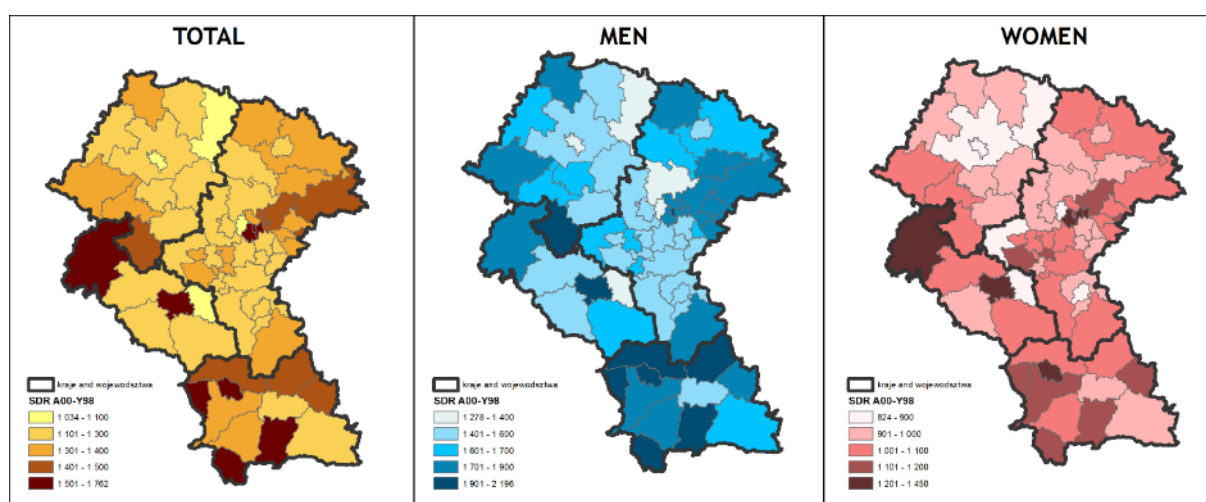 TOTAL
kraje and wojewodsztwa
SDR A00-Y98
1 034 - 1 100
1 101 - 1 300
1 301 - 1 400
1 401 - 1 500
1 501 - 1 762
MEN
kraje and wojewodsztwa
SDR A00-Y98
1 278 - 1 400
1 401 - 1 600
1 601 - 1 700
1 701 - 1 900
1 901 - 2 196
WOMEN
kraje and wojewodsztwa
SDR A00-Y98
824 - 900
901 - 1 000
1 001 - 1 100
1 101 - 1 200
1 201 - 1 450